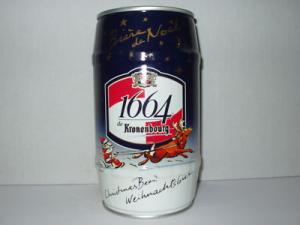 Bière
de Noël
1664
de Kronenbourg
Christmas Beer
Weihnachtsbier